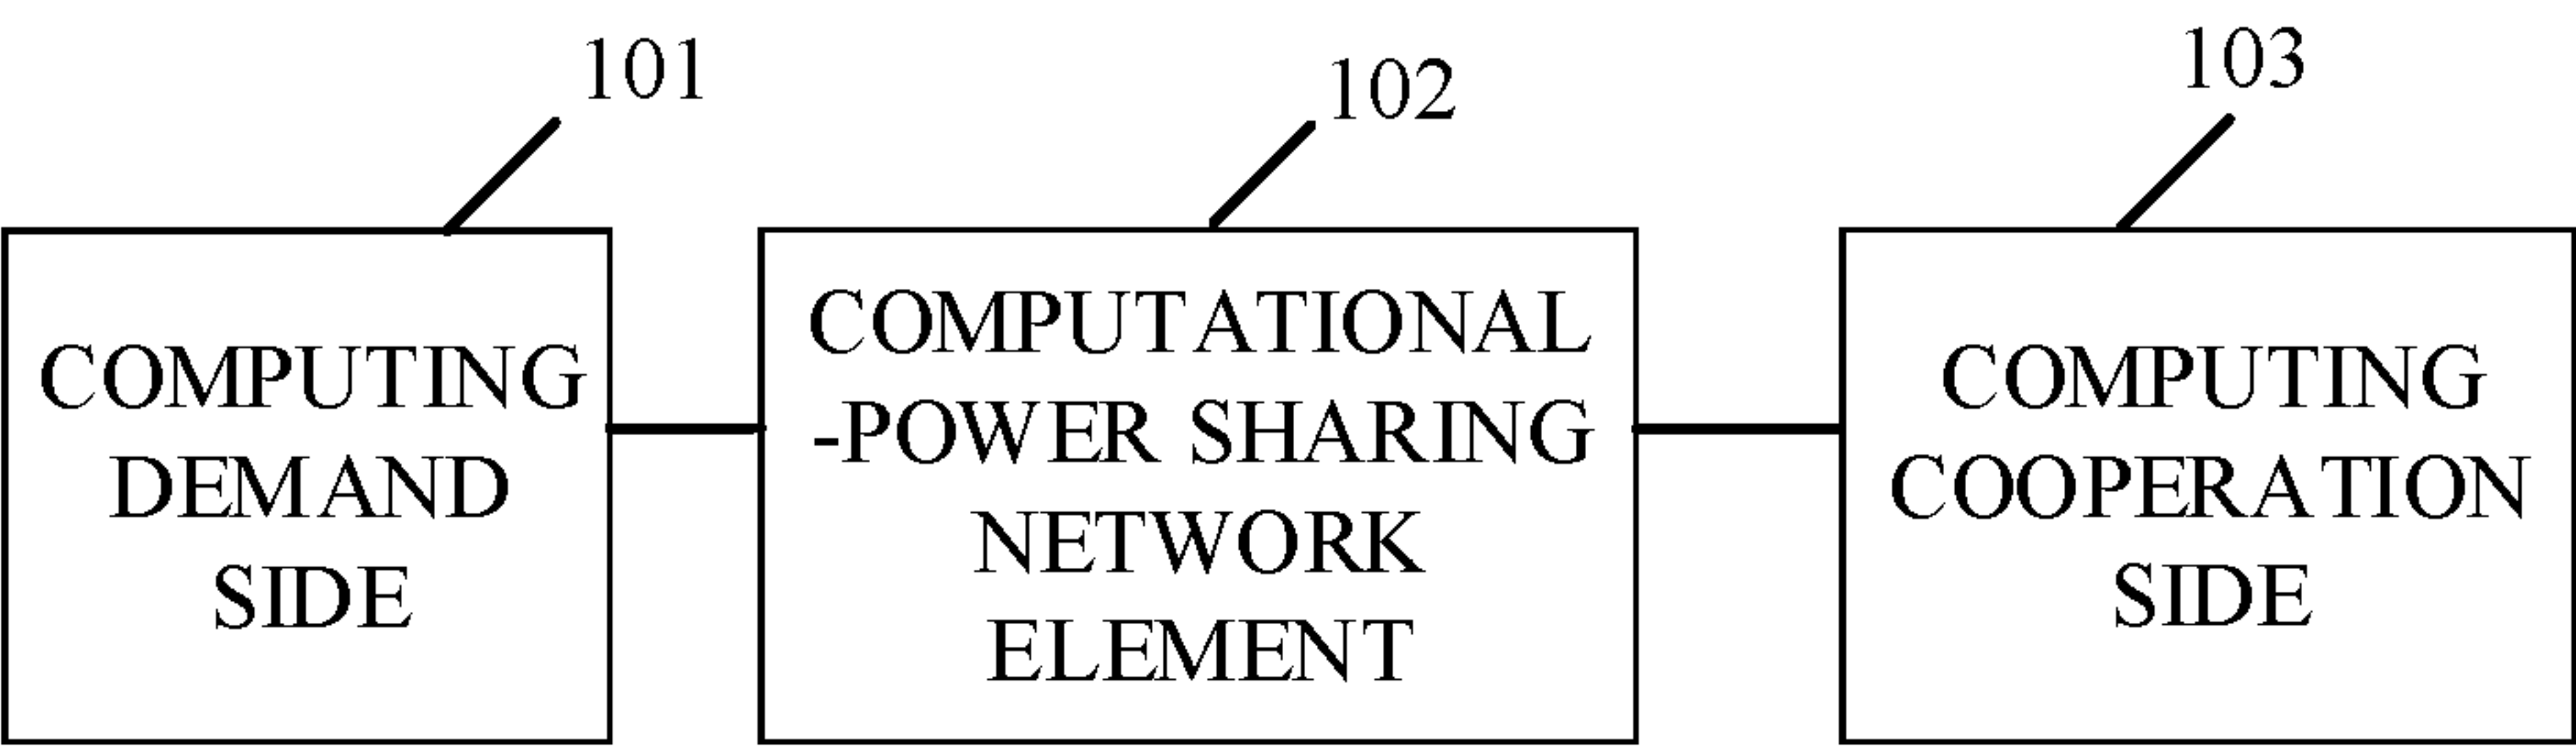 101
102
103
COMPUTING
DEMAND
SIDE
COMPUTATIONAL
-POWER SHARING
NETWORK
ELEMENT
COMPUTING
COOPERATION
SIDE